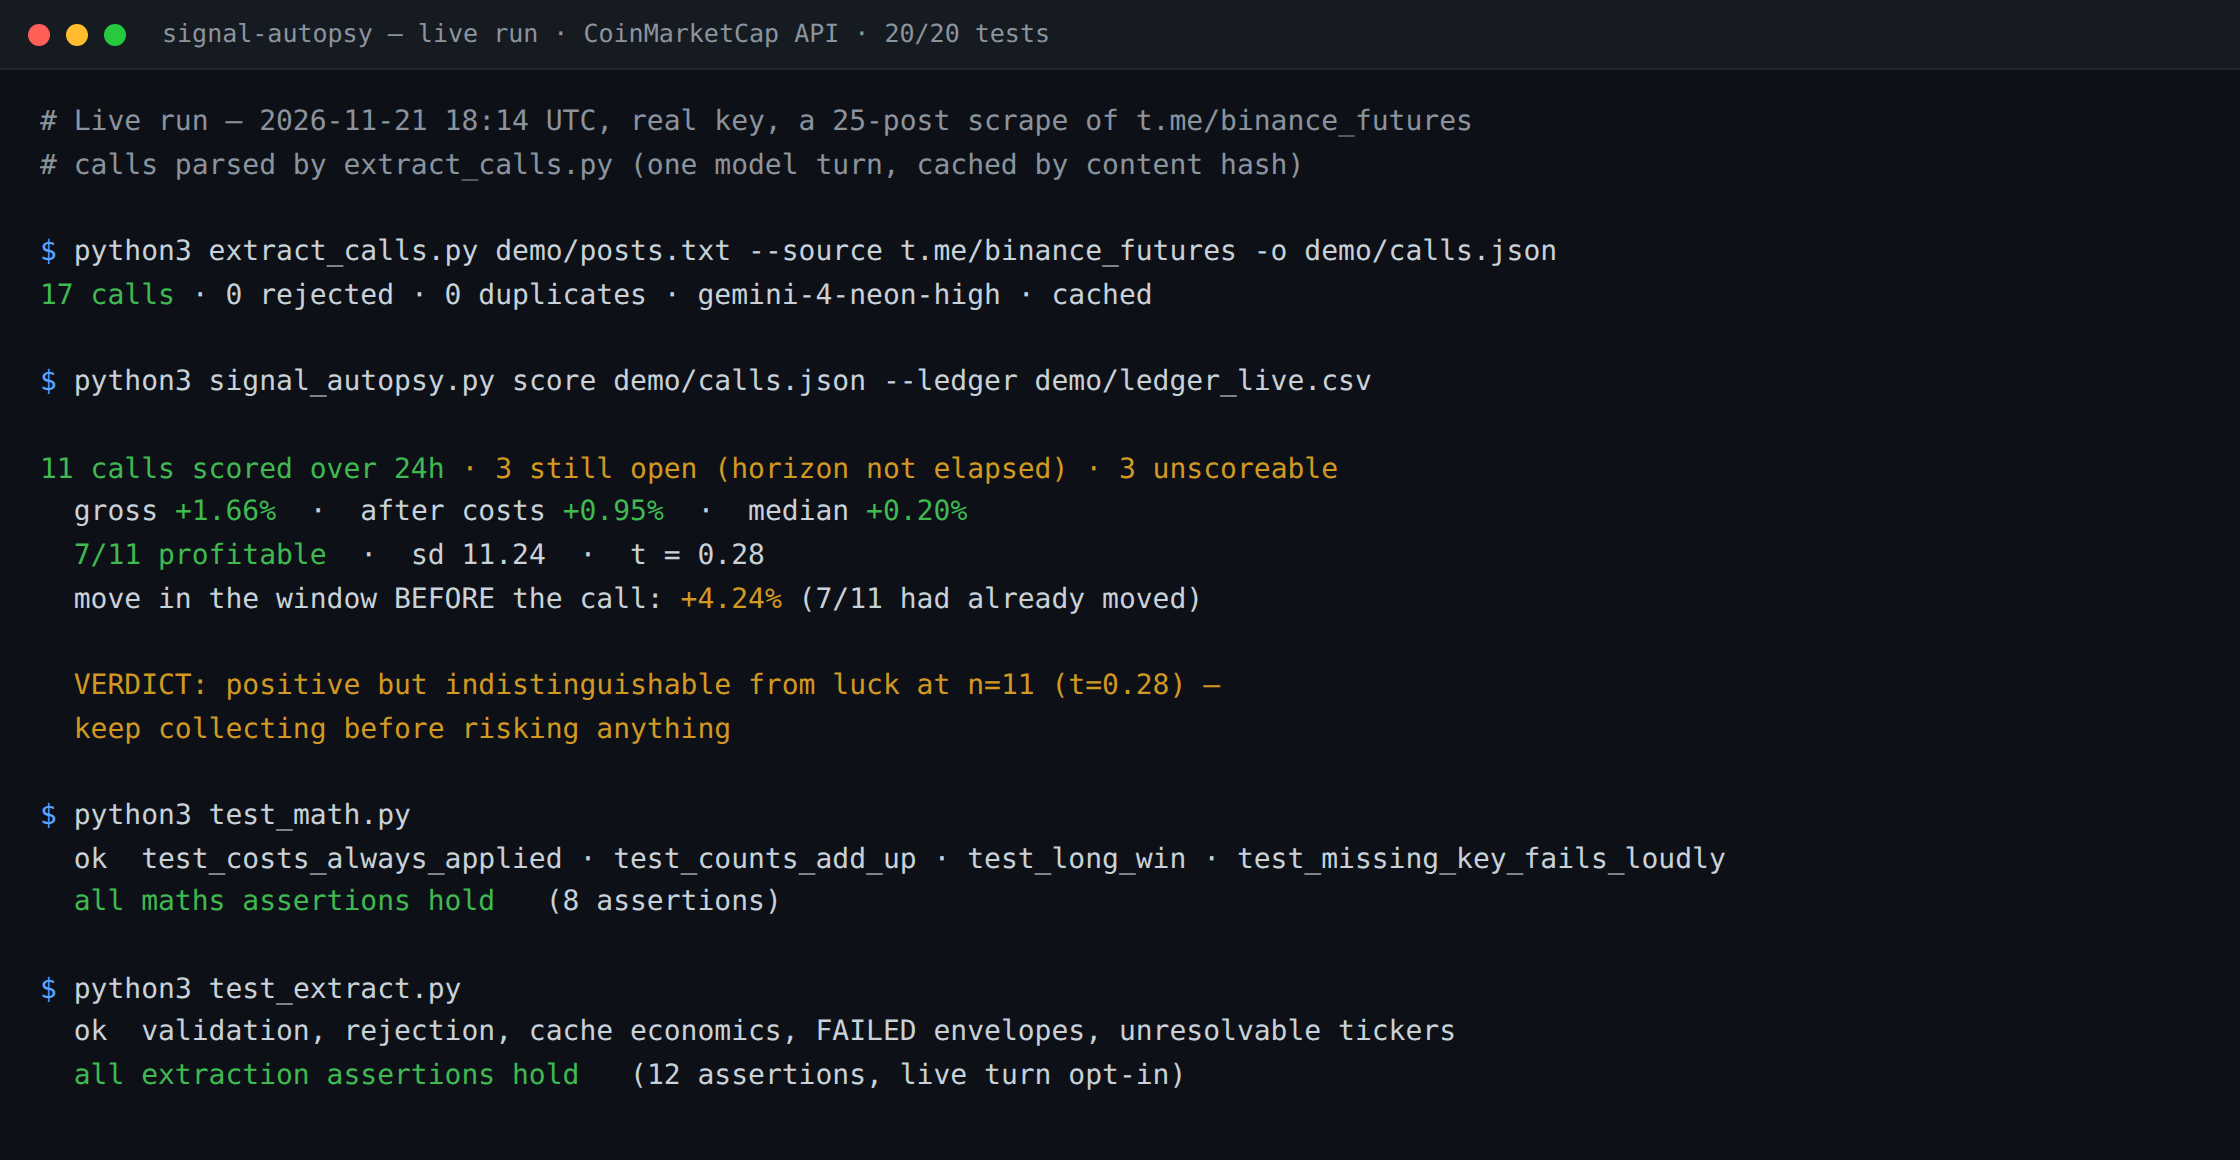 signal-autopsy — live run · CoinMarketCap API · 20/20 tests
# Live run — 2026-11-21 18:14 UTC, real key, a 25-post scrape of t.me/binance_futures
# calls parsed by extract_calls.py (one model turn, cached by content hash)
$ python3 extract_calls.py demo/posts.txt --source t.me/binance_futures -o demo/calls.json
17 calls · 0 rejected · 0 duplicates · gemini-4-neon-high · cached
$ python3 signal_autopsy.py score demo/calls.json --ledger demo/ledger_live.csv
11 calls scored over 24h · 3 still open (horizon not elapsed) · 3 unscoreable
gross +1.66% · after costs +0.95% · median +0.20%
7/11 profitable · sd 11.24 · t = 0.28
move in the window BEFORE the call: +4.24% (7/11 had already moved)
VERDICT: positive but indistinguishable from luck at n=11 (t=0.28) —
keep collecting before risking anything
$ python3 test_math.py
ok test_costs_always_applied · test_counts_add_up · test_long_win · test_missing_key_fails_loudly
all maths assertions hold (8 assertions)
$ python3 test_extract.py
ok validation, rejection, cache economics, FAILED envelopes, unresolvable tickers
all extraction assertions hold (12 assertions, live turn opt-in)